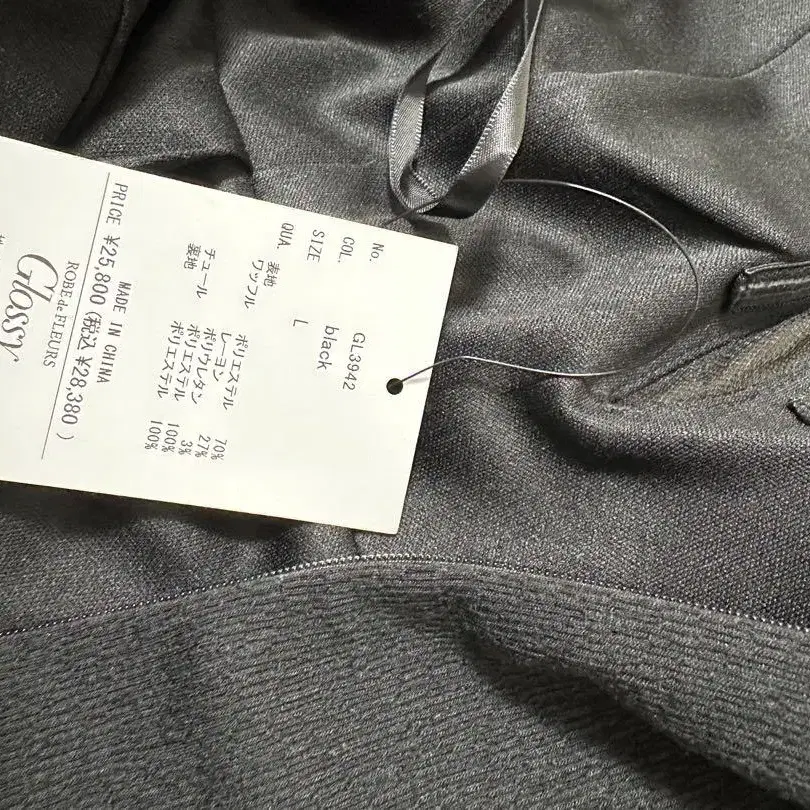 No. GL3942
COL. black
SIZE L
QUA. 表地 ワッフル ポリエステル 70%
レーヨン 27%
ポリウレタン 3%
チュール ポリエステル 100%
裏地 ポリエステル 100%
MADE IN CHINA
PRICE ¥25,800 (税込 ¥28,380 )
ROBE de FLEURS
Glossy